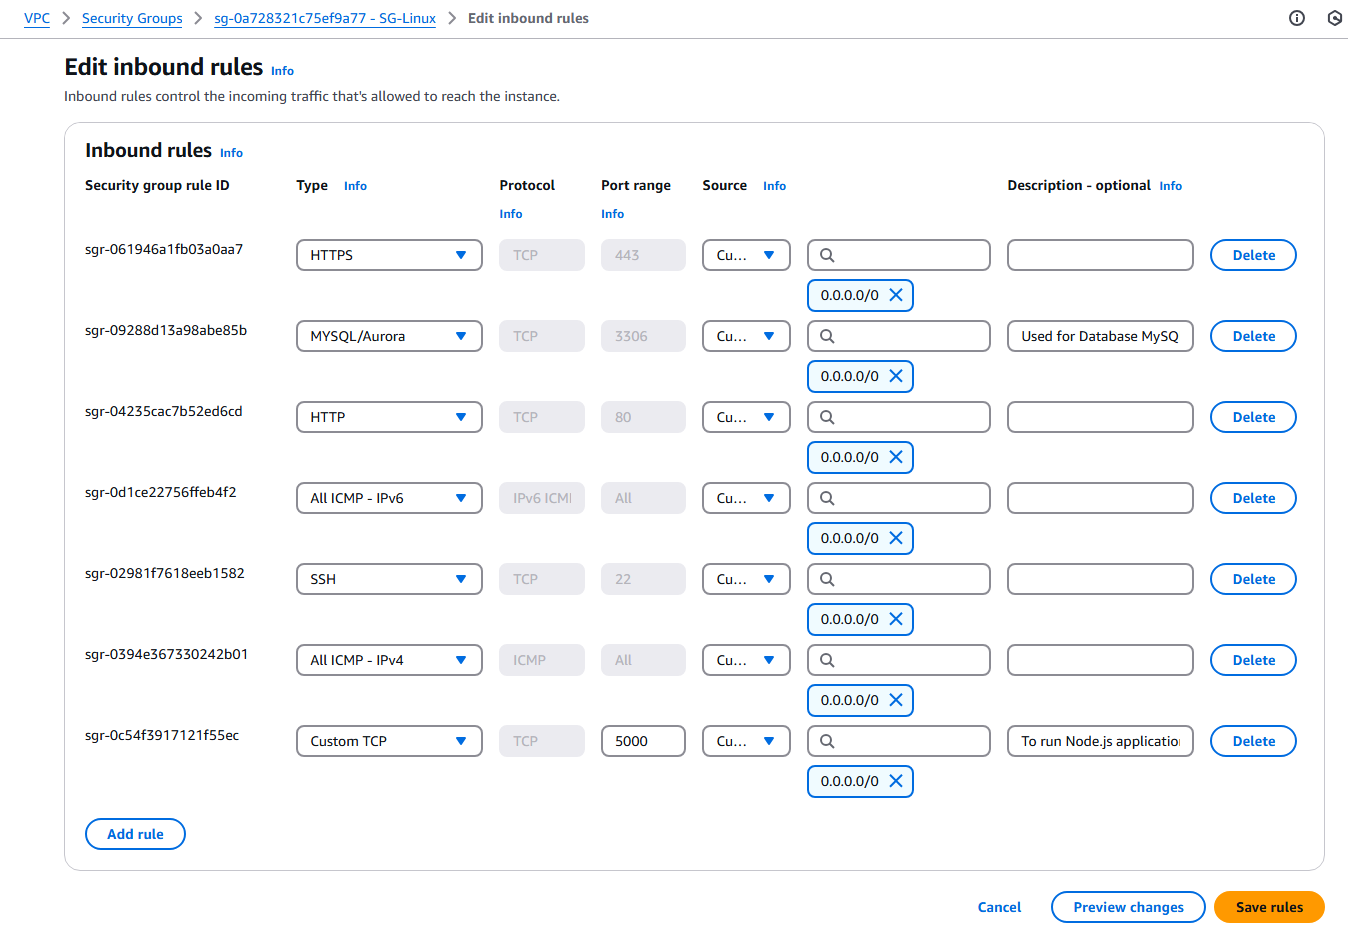 VPC > Security Groups > sg-0a728321c75ef9a77 - SG-Linux > Edit inbound rules
Edit inbound rules Info
Inbound rules control the incoming traffic that's allowed to reach the instance.
Inbound rules Info
Security group rule ID Type Info Protocol Port range Source Info Description - optional Info
Info Info
sgr-061946a1fb03a0aa7 HTTPS TCP 443 Cu... Delete
0.0.0.0/0
sgr-09288d13a98abe85b MYSQL/Aurora TCP 3306 Cu... Used for Database MySQ Delete
0.0.0.0/0
sgr-04235cac7b52ed6cd HTTP TCP 80 Cu... Delete
0.0.0.0/0
sgr-0d1ce22756ffeb4f2 All ICMP - IPv6 IPv6 ICMI All Cu... Delete
0.0.0.0/0
sgr-02981f7618eeb1582 SSH TCP 22 Cu... Delete
0.0.0.0/0
sgr-0394e367330242b01 All ICMP - IPv4 ICMP All Cu... Delete
0.0.0.0/0
sgr-0c54f3917121f55ec Custom TCP TCP 5000 Cu... To run Node.js applicatio Delete
0.0.0.0/0
Add rule
Cancel Preview changes Save rules